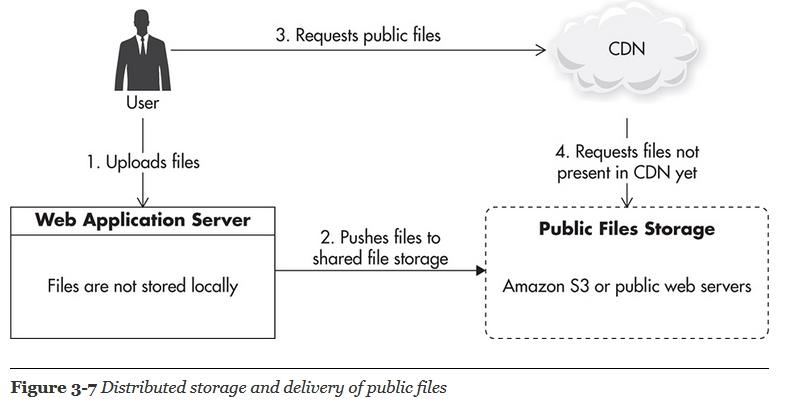 3. Requests public files
CDN
User
1. Uploads files
4. Requests files not
present in CDN yet
Web Application Server
Files are not stored locally
2. Pushes files to
shared file storage
Public Files Storage
Amazon S3 or public web servers
Figure 3-7 Distributed storage and delivery of public files